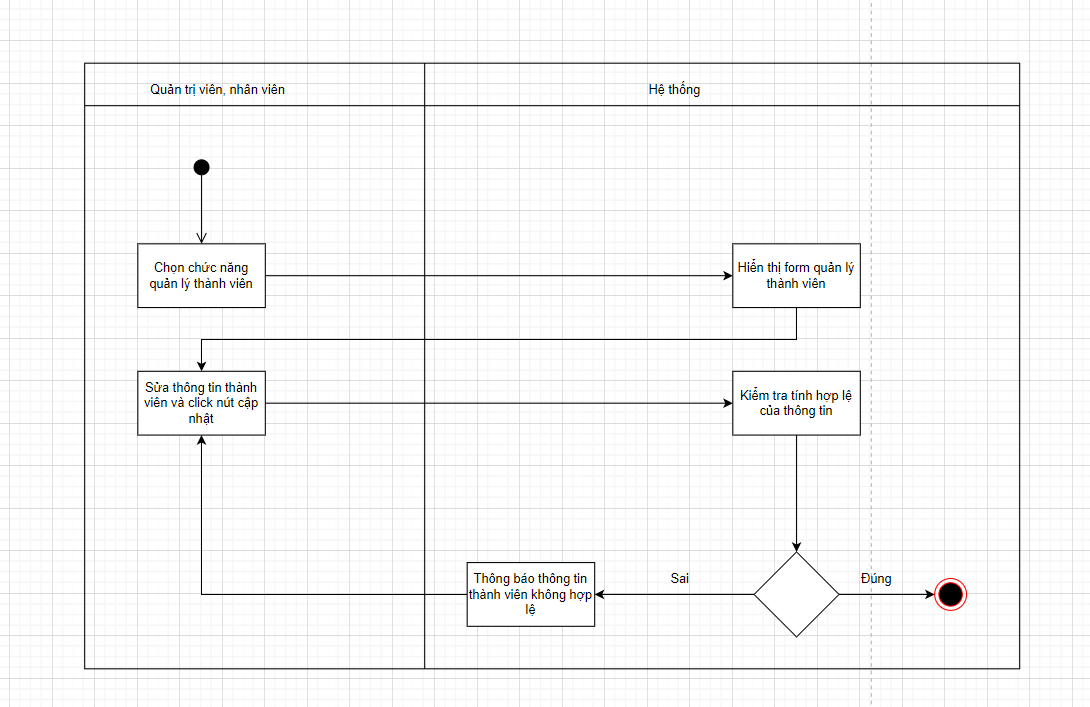 Quản trị viên, nhân viên
Hệ thống
Chọn chức năng
quản lý thành viên
Hiển thị form quản lý
thành viên
Sửa thông tin thành
viên và click nút cập
nhật
Kiểm tra tính hợp lệ
của thông tin
Thông báo thông tin
thành viên không hợp
lệ
Sai
Đúng